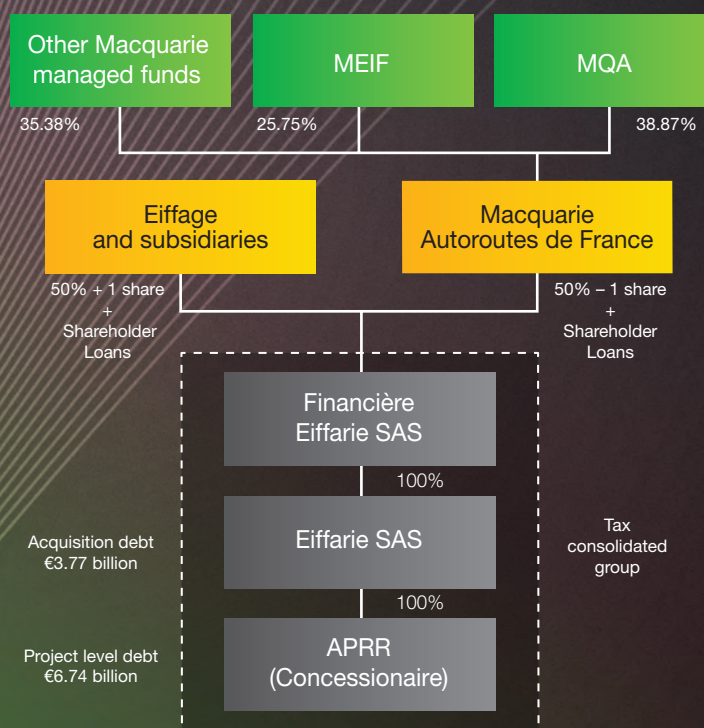 Other Macquarie
managed funds
MEIF
MQA
35.38%
25.75%
38.87%
Eiffage
and subsidiaries
Macquarie
Autoroutes de France
50% + 1 share
+
Shareholder
Loans
50% – 1 share
+
Shareholder
Loans
Financière
Eiffarie SAS
100%
Acquisition debt
€3.77 billion
Eiffarie SAS
Tax
consolidated
group
100%
Project level debt
€6.74 billion
APRR
(Concessionaire)